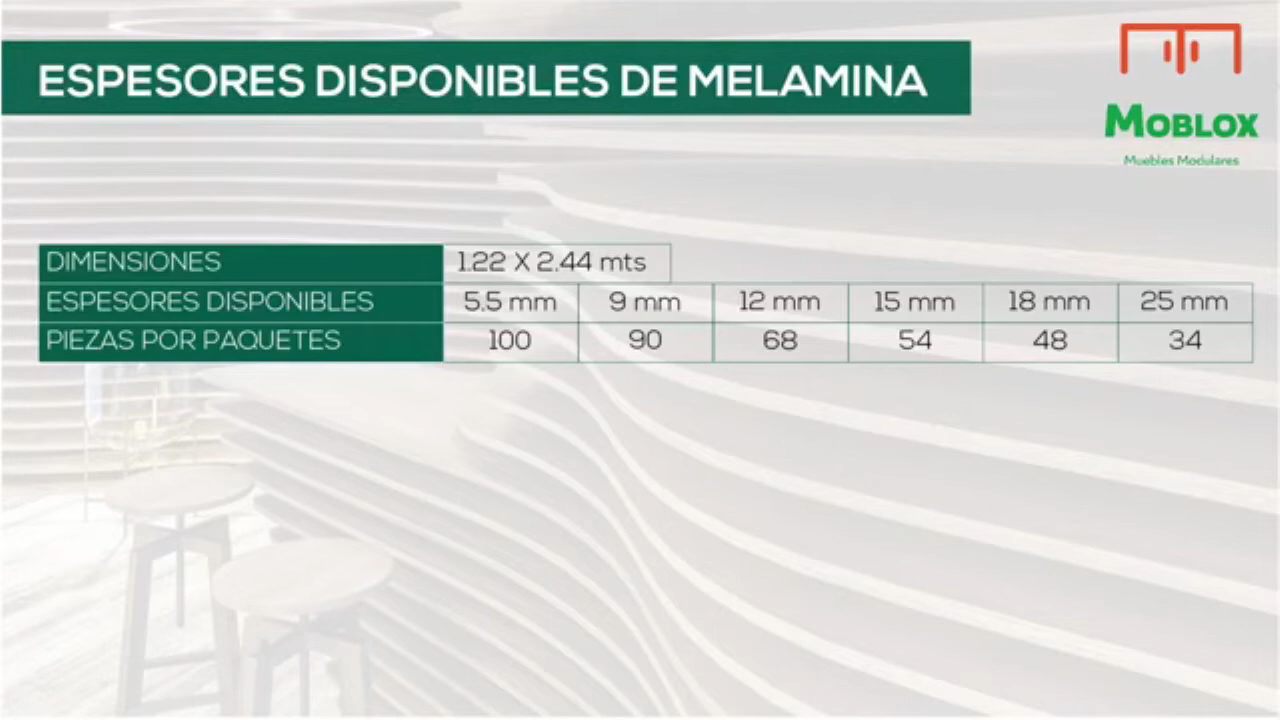 ESPESORES DISPONIBLES DE MELAMINA
MOBLOX
Muebles Modulares
DIMENSIONES 1.22 X 2.44 mts
ESPESORES DISPONIBLES 5.5 mm 9 mm 12 mm 15 mm 18 mm 25 mm
PIEZAS POR PAQUETES 100 90 68 54 48 34